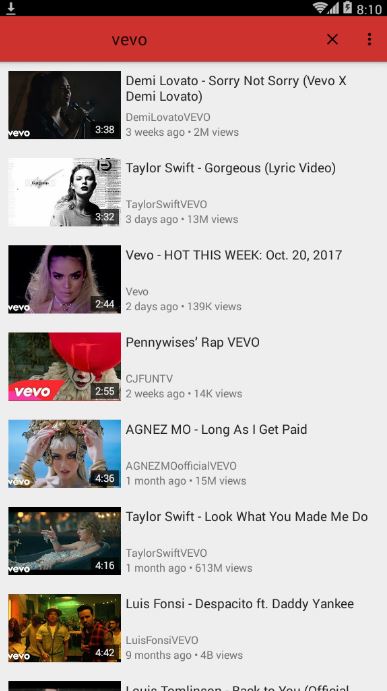 8:10
vevo
Demi Lovato - Sorry Not Sorry (Vevo X
Demi Lovato)
DemiLovatoVEVO
3 weeks ago • 2M views
vevo
3:38
Taylor Swift - Gorgeous (Lyric Video)
TaylorSwiftVEVO
3 days ago • 13M views
Gorgeous
3:32
Vevo - HOT THIS WEEK: Oct. 20, 2017
Vevo
2 days ago • 139K views
vevo
2:44
Pennywises' Rap VEVO
CJFUNTV
2 weeks ago • 14K views
vevo
2:55
AGNEZ MO - Long As I Get Paid
AGNEZMOofficialVEVO
1 month ago • 15M views
vevo
4:36
Taylor Swift - Look What You Made Me Do
TaylorSwiftVEVO
1 month ago • 613M views
vevo
4:16
Luis Fonsi - Despacito ft. Daddy Yankee
LuisFonsiVEVO
9 months ago • 4B views
vevo
4:42
Louis Tomlinson - Back to You (Official